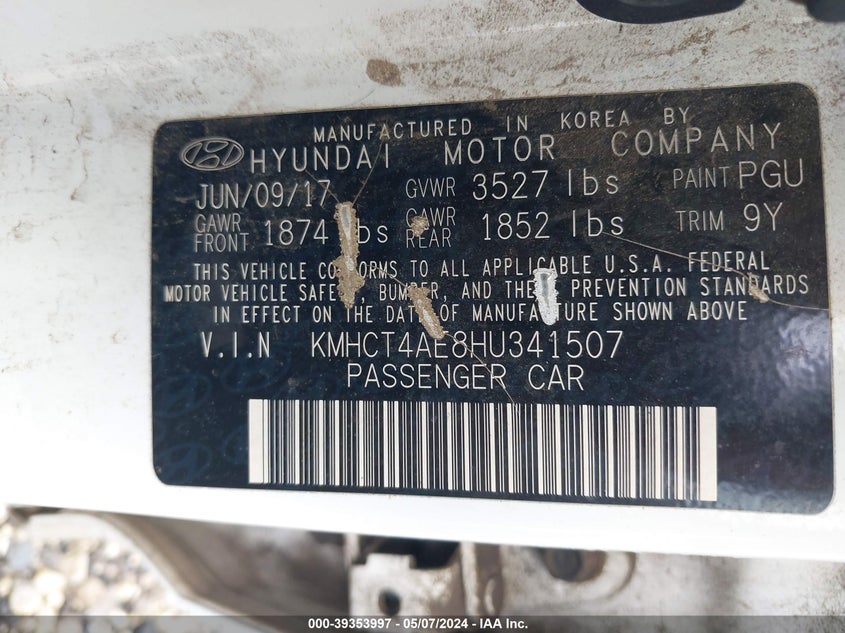 MANUFACTURED IN KOREA BY
HYUNDAI MOTOR COMPANY
JUN/09/17 GVWR 3527 lbs PAINT PGU
GAWR FRONT 1874 lbs GAWR REAR 1852 lbs TRIM 9Y
THIS VEHICLE CONFORMS TO ALL APPLICABLE U.S.A. FEDERAL
MOTOR VEHICLE SAFETY, BUMPER, AND THEFT PREVENTION STANDARDS
IN EFFECT ON THE DATE OF MANUFACTURE SHOWN ABOVE
V.I.N KMHCT4AE8HU341507
PASSENGER CAR
000-39353997 - 05/07/2024 - IAA Inc.